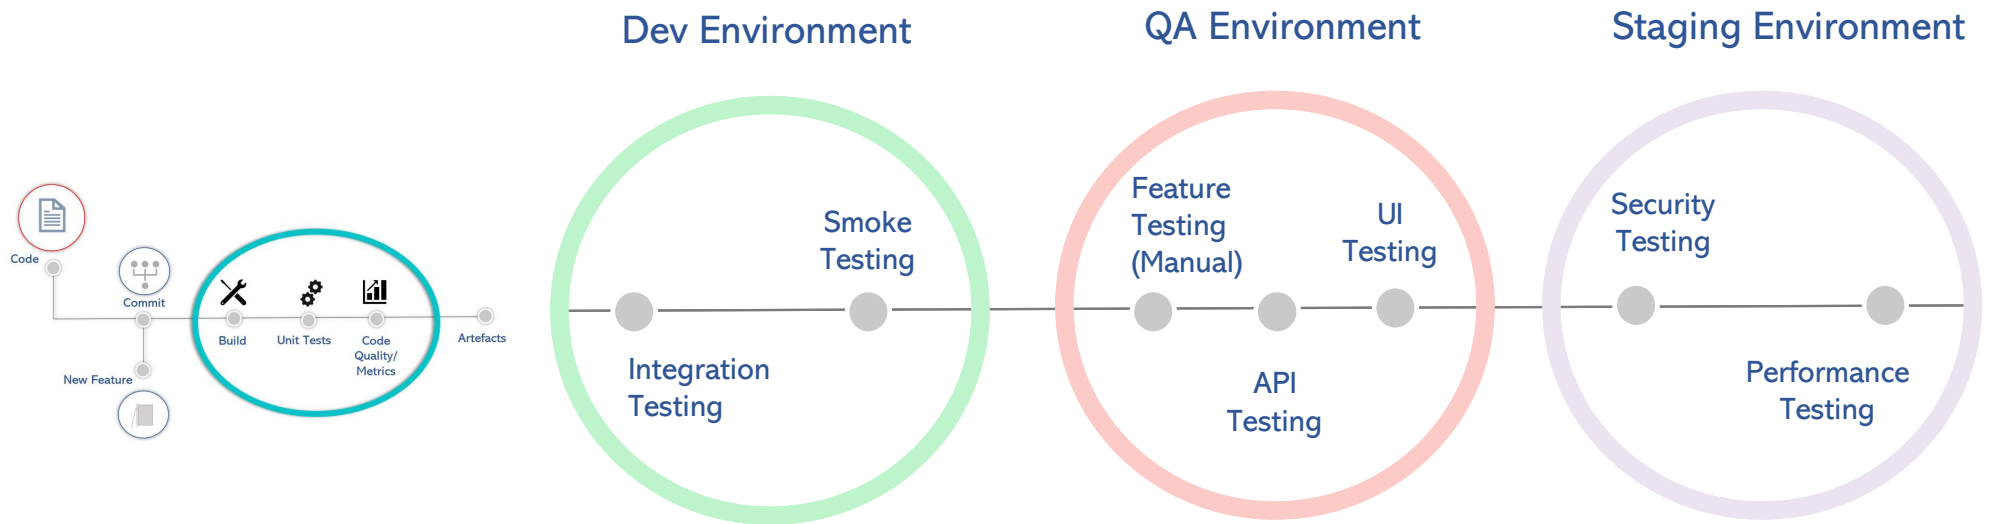 Dev Environment
QA Environment
Staging Environment
Code
Commit
New Feature
Build
Unit Tests
Code
Quality/
Metrics
Artefacts
Integration
Testing
Smoke
Testing
Feature
Testing
(Manual)
API
Testing
UI
Testing
Security
Testing
Performance
Testing